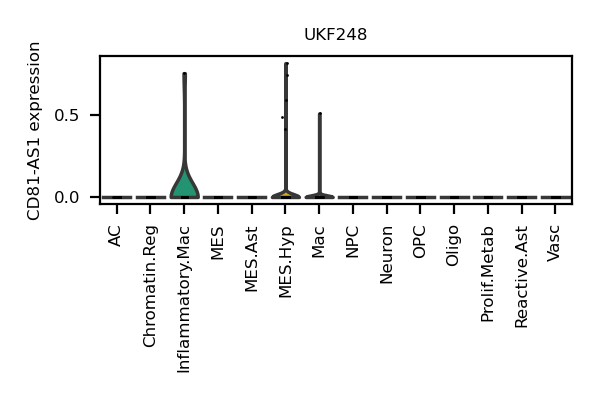 UKF248
CD81-AS1 expression
0.5
0.0
AC
Chromatin.Reg
Inflammatory.Mac
MES
MES.Ast
MES.Hyp
Mac
NPC
Neuron
OPC
Oligo
Prolif.Metab
Reactive.Ast
Vasc